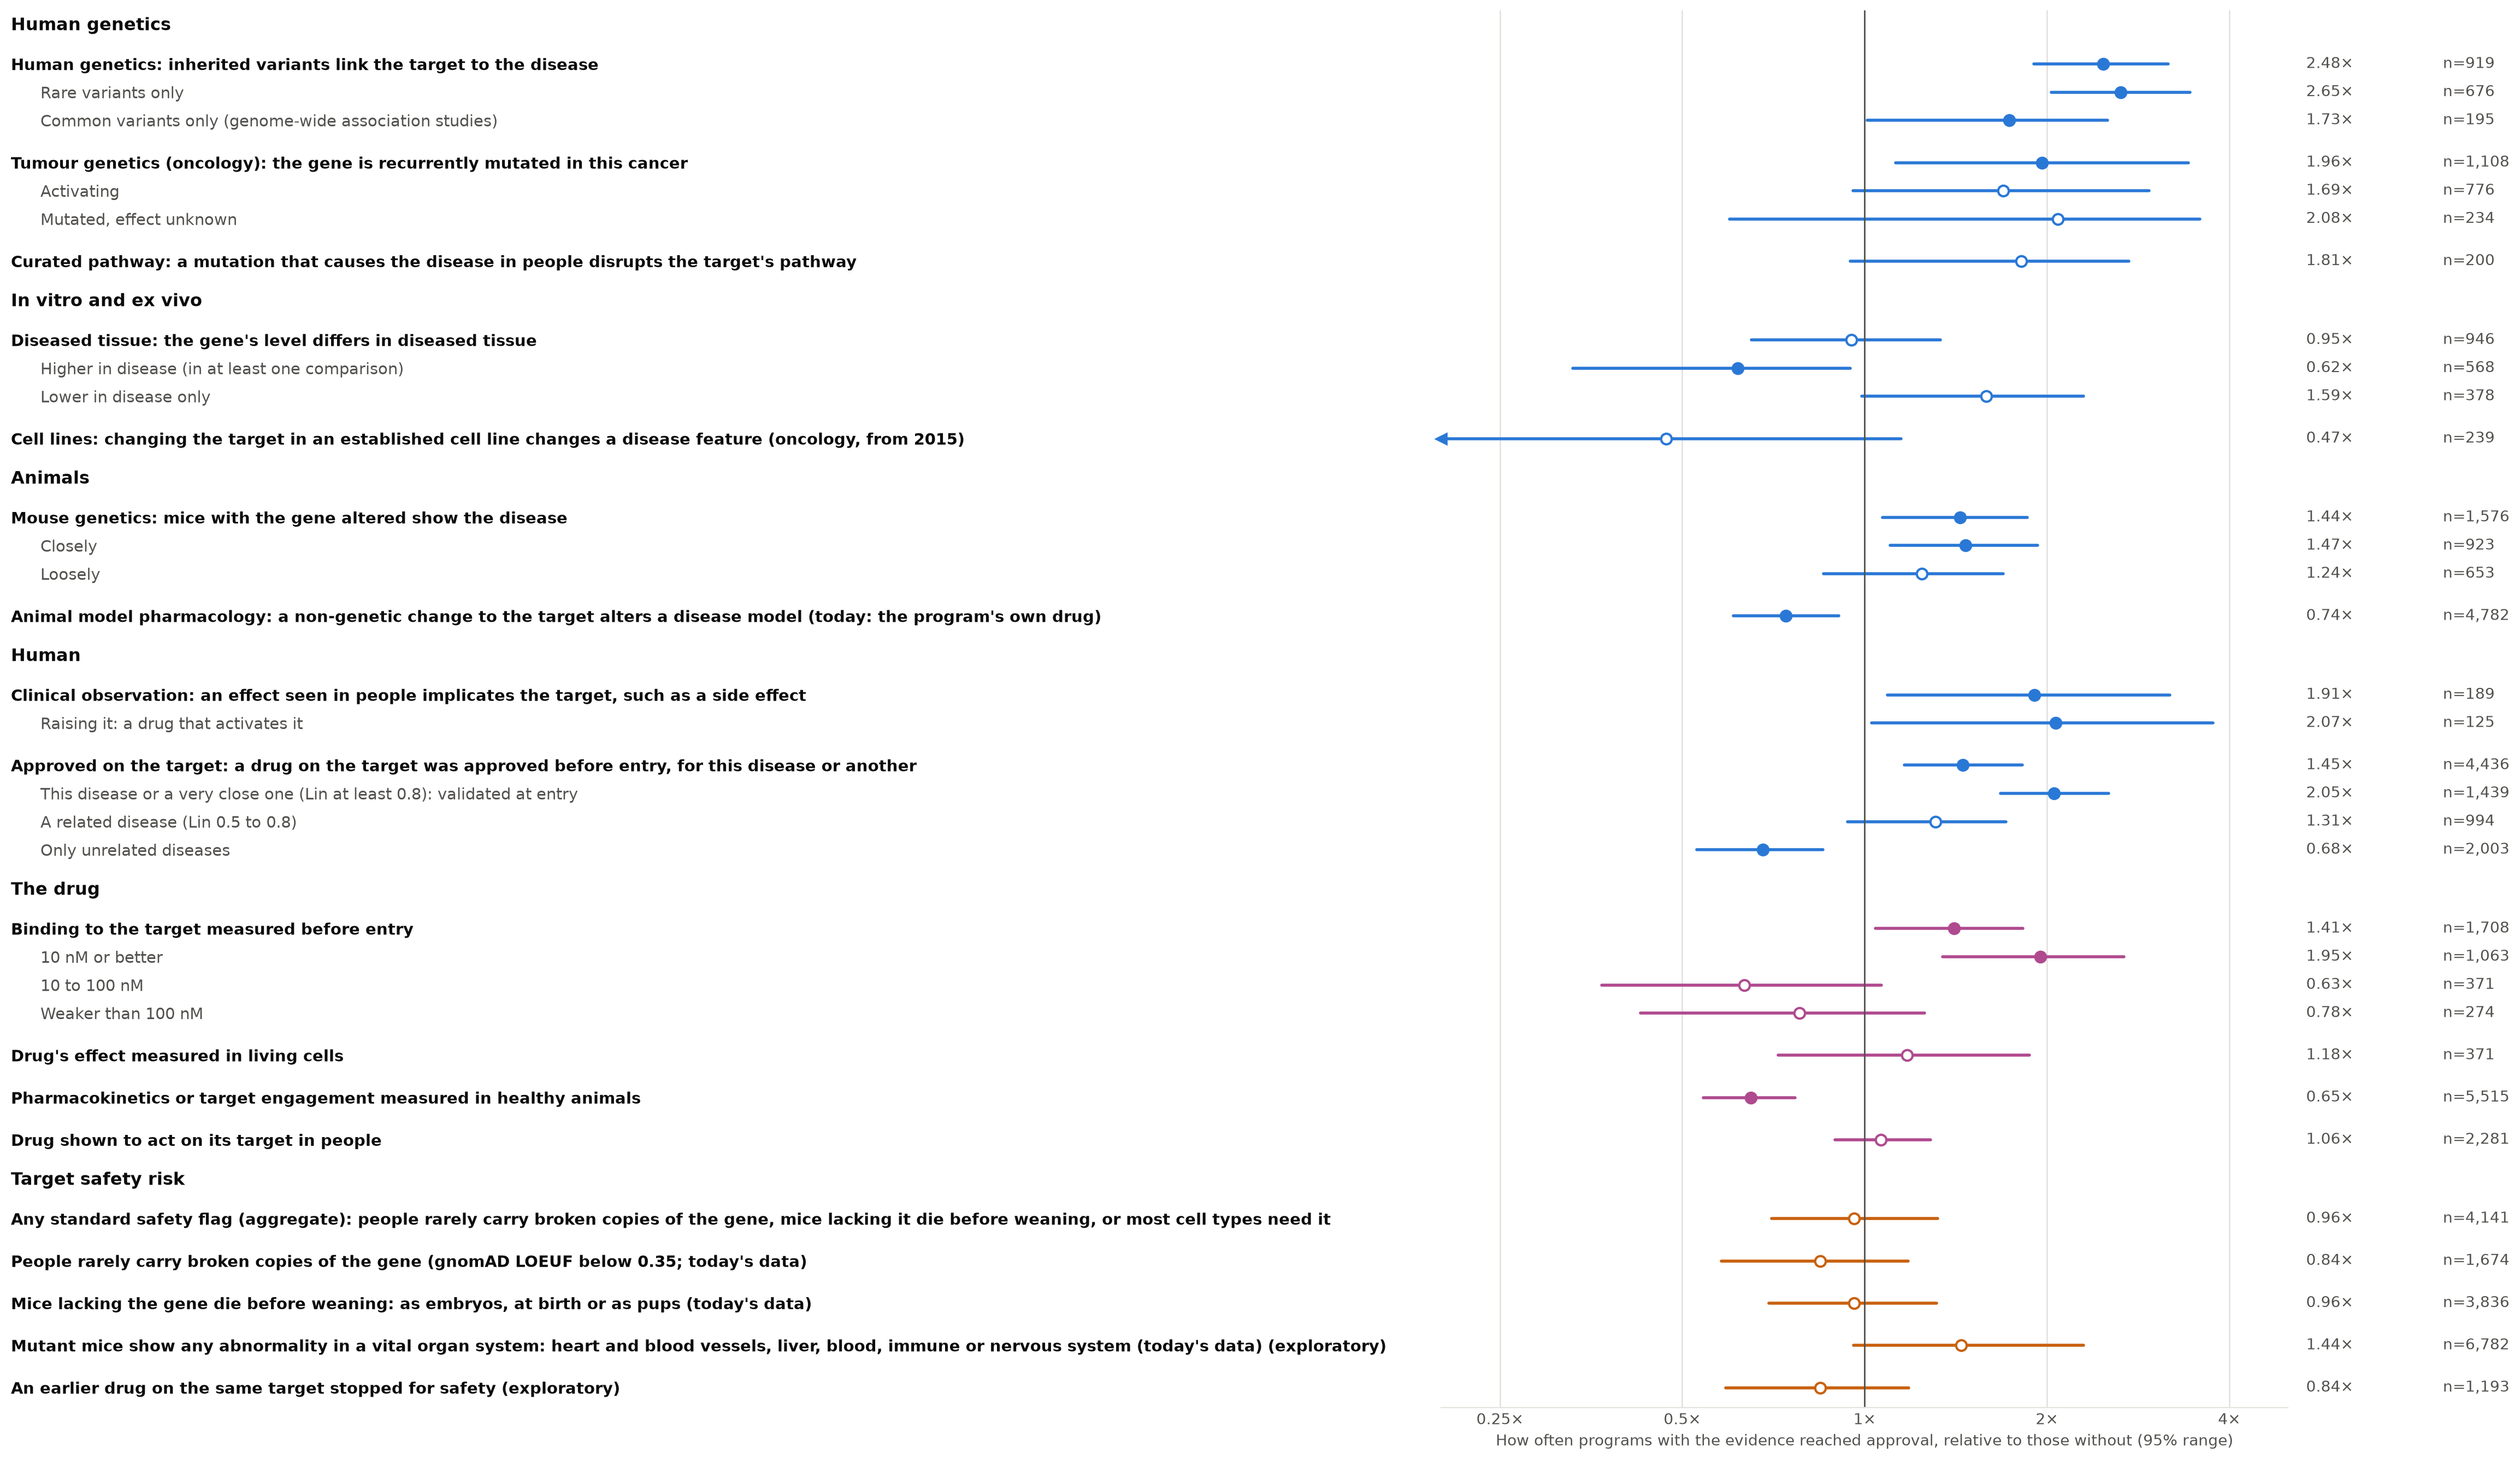 Human genetics
Human genetics: inherited variants link the target to the disease 2.48× n=919
Rare variants only 2.65× n=676
Common variants only (genome-wide association studies) 1.73× n=195
Tumour genetics (oncology): the gene is recurrently mutated in this cancer 1.96× n=1,108
Activating 1.69× n=776
Mutated, effect unknown 2.08× n=234
Curated pathway: a mutation that causes the disease in people disrupts the target's pathway 1.81× n=200
In vitro and ex vivo
Diseased tissue: the gene's level differs in diseased tissue 0.95× n=946
Higher in disease (in at least one comparison) 0.62× n=568
Lower in disease only 1.59× n=378
Cell lines: changing the target in an established cell line changes a disease feature (oncology, from 2015) 0.47× n=239
Animals
Mouse genetics: mice with the gene altered show the disease 1.44× n=1,576
Closely 1.47× n=923
Loosely 1.24× n=653
Animal model pharmacology: a non-genetic change to the target alters a disease model (today: the program's own drug) 0.74× n=4,782
Human
Clinical observation: an effect seen in people implicates the target, such as a side effect 1.91× n=189
Raising it: a drug that activates it 2.07× n=125
Approved on the target: a drug on the target was approved before entry, for this disease or another 1.45× n=4,436
This disease or a very close one (Lin at least 0.8): validated at entry 2.05× n=1,439
A related disease (Lin 0.5 to 0.8) 1.31× n=994
Only unrelated diseases 0.68× n=2,003
The drug
Binding to the target measured before entry 1.41× n=1,708
10 nM or better 1.95× n=1,063
10 to 100 nM 0.63× n=371
Weaker than 100 nM 0.78× n=274
Drug's effect measured in living cells 1.18× n=371
Pharmacokinetics or target engagement measured in healthy animals 0.65× n=5,515
Drug shown to act on its target in people 1.06× n=2,281
Target safety risk
Any standard safety flag (aggregate): people rarely carry broken copies of the gene, mice lacking it die before weaning, or most cell types need it 0.96× n=4,141
People rarely carry broken copies of the gene (gnomAD LOEUF below 0.35; today's data) 0.84× n=1,674
Mice lacking the gene die before weaning: as embryos, at birth or as pups (today's data) 0.96× n=3,836
Mutant mice show any abnormality in a vital organ system: heart and blood vessels, liver, blood, immune or nervous system (today's data) (exploratory) 1.44× n=6,782
An earlier drug on the same target stopped for safety (exploratory) 0.84× n=1,193
0.25× 0.5× 1× 2× 4×
How often programs with the evidence reached approval, relative to those without (95% range)